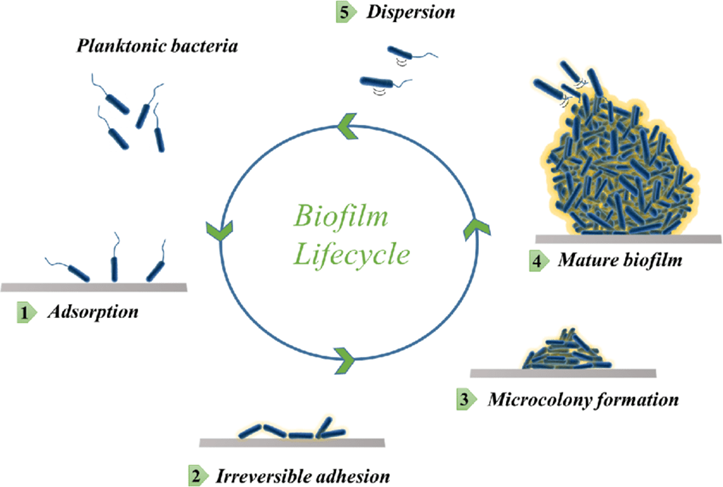 5 Dispersion
Planktonic bacteria
Biofilm
Lifecycle
4 Mature biofilm
1 Adsorption
3 Microcolony formation
2 Irreversible adhesion